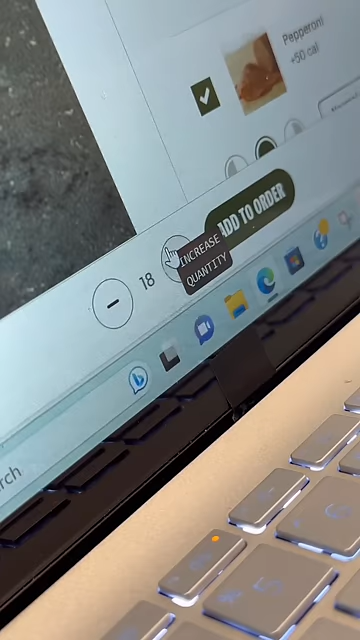 Pepperoni
+50 cal
ADD TO ORDER
INCREASE
QUANTITY
18
rch